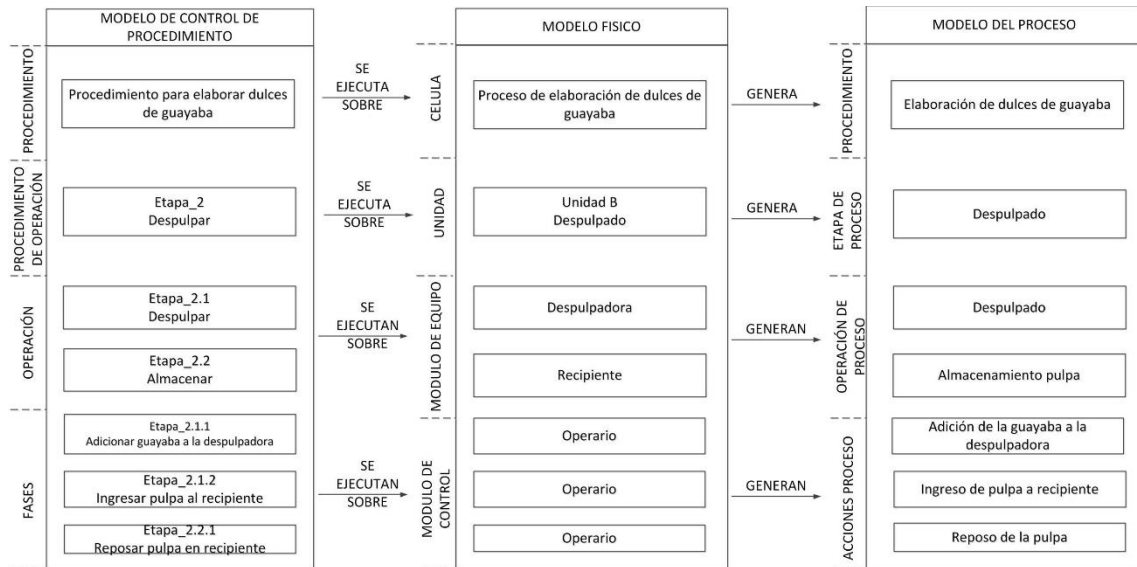 MODELO DE CONTROL DE
PROCEDIMIENTO
MODELO FISICO
MODELO DEL PROCESO
PROCEDIMIENTO
Procedimiento para elaborar dulces
de guayaba
SE
EJECUTA
SOBRE
CELULA
Proceso de elaboración de dulces de
guayaba
GENERA
PROCEDIMIENTO
Elaboración de dulces de guayaba
PROCEDIMIENTO
DE OPERACIÓN
Etapa_2
Despulpar
SE
EJECUTA
SOBRE
UNIDAD
Unidad B
Despulpado
GENERA
ETAPA DE
PROCESO
Despulpado
OPERACIÓN
Etapa_2.1
Despulpar
Etapa_2.2
Almacenar
SE
EJECUTAN
SOBRE
MODULO DE EQUIPO
Despulpadora
Recipiente
GENERAN
OPERACIÓN DE
PROCESO
Despulpado
Almacenamiento pulpa
FASES
Etapa_2.1.1
Adicionar guayaba a la despulpadora
Etapa_2.1.2
Ingresar pulpa al recipiente
Etapa_2.2.1
Reposar pulpa en recipiente
SE
EJECUTAN
SOBRE
MODULO DE
CONTROL
Operario
Operario
Operario
GENERAN
ACCIONES PROCESO
Adición de la guayaba a la
despulpadora
Ingreso de pulpa a recipiente
Reposo de la pulpa